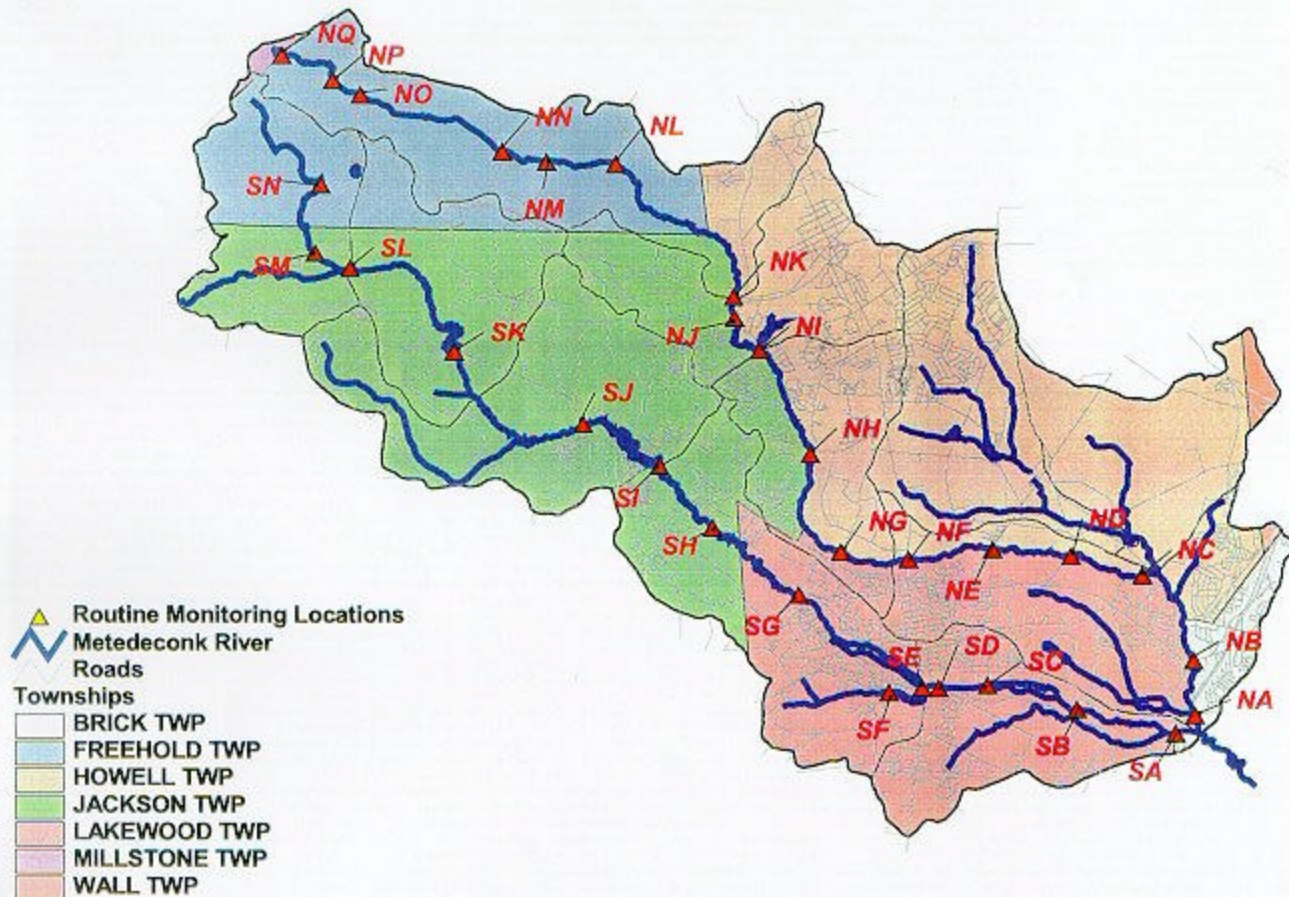 NQ
NP
NO
NN
NL
SN
NM
SM
SL
NK
NJ
NI
SK
SJ
NH
SI
SH
NG
NF
ND
NE
NC
SG
SE
SD
SC
NB
SF
SB
NA
SA
Routine Monitoring Locations
Metedeconk River
Roads
Townships
BRICK TWP
FREEHOLD TWP
HOWELL TWP
JACKSON TWP
LAKEWOOD TWP
MILLSTONE TWP
WALL TWP